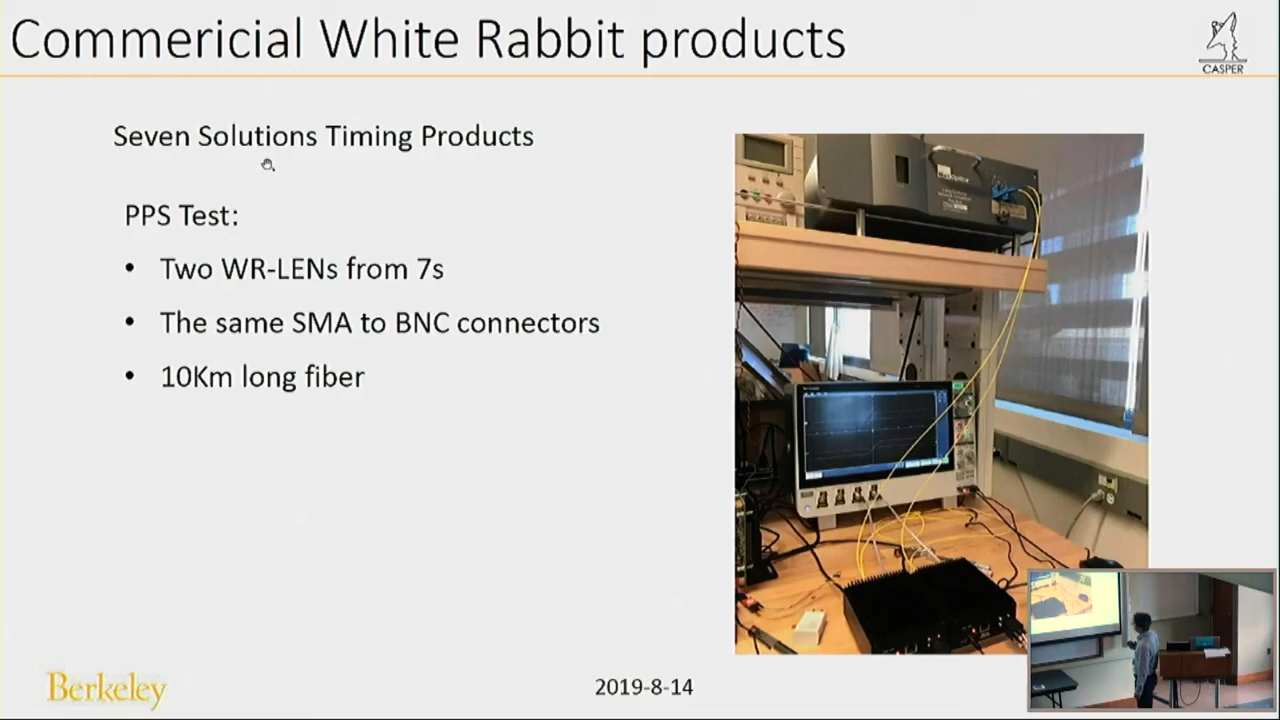 Commericial White Rabbit products
CASPER
Seven Solutions Timing Products
PPS Test:
• Two WR-LENs from 7s
• The same SMA to BNC connectors
• 10Km long fiber
Berkeley
2019-8-14